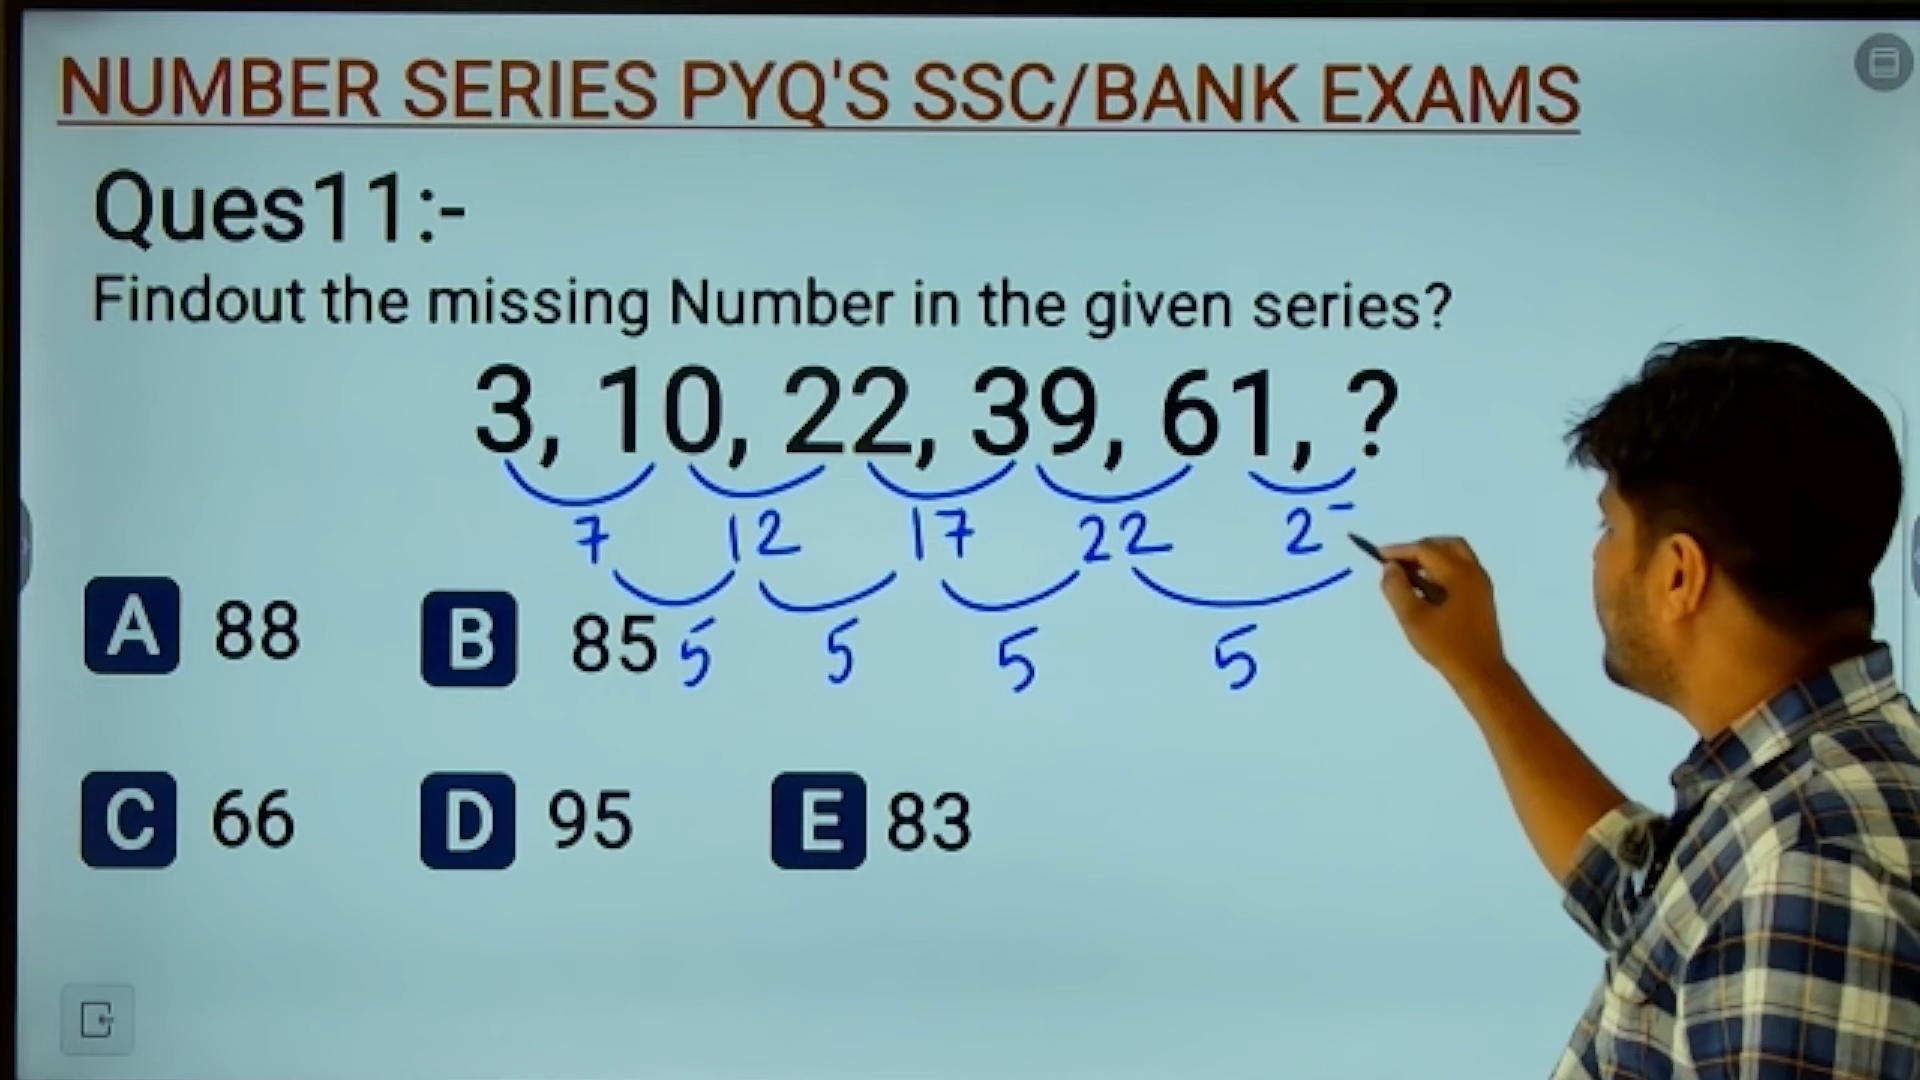 NUMBER SERIES PYQ'S SSC/BANK EXAMS
Ques11:-
Findout the missing Number in the given series?
3, 10, 22, 39, 61, ?
7 12 17 22 2
A 88 B 85 5 5 5 5
C 66 D 95 E 83